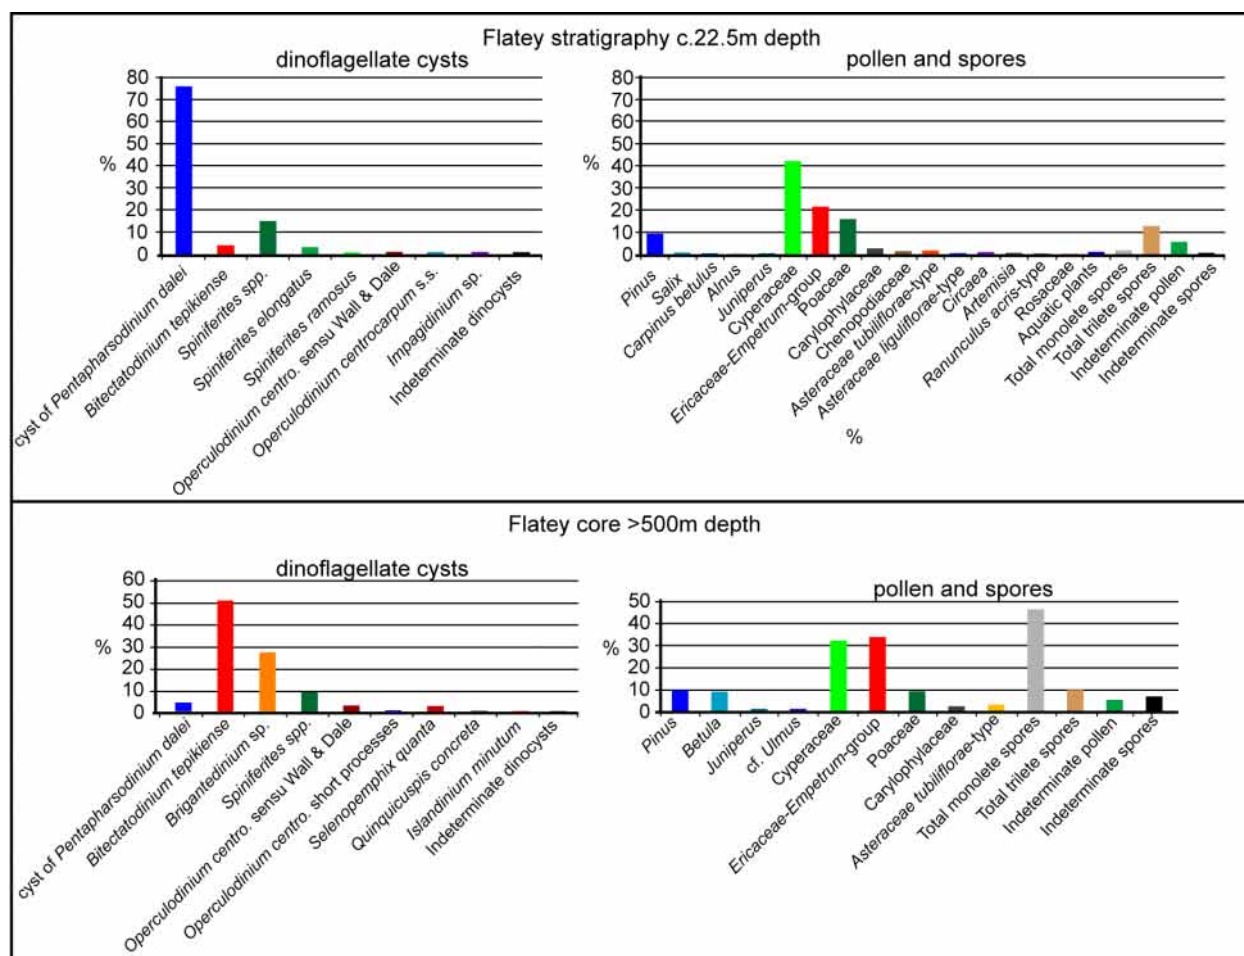 Flatey stratigraphy c.22.5m depth
dinoflagellate cysts
80
70
60
50
40
30
20
10
0
%
cyst of Pentapharsodinium dalei
Bitectatodinium tepikiense
Spiniferites spp.
Spiniferites elongatus
Spiniferites ramosus
Operculodinium centro. sensu Wall & Dale
Operculodinium centrocarpum s.s.
Impagidinium sp.
Indeterminate dinocysts
pollen and spores
80
70
60
50
40
30
20
10
0
%
Pinus
Salix
Carpinus betulus
Alnus
Juniperus
Cyperaceae
Ericaceae-Empetrum-group
Poaceae
Carylophylaceae
Chenopodiaceae
Asteraceae tubiliflorae-type
Asteraceae liguliflorae-type
Circaea
Artemisia
Ranunculus acris-type
Rosaceae
Aquatic plants
Total monolete spores
Total trilete spores
Indeterminate pollen
Indeterminate spores
%
Flatey core >500m depth
dinoflagellate cysts
60
50
40
30
20
10
0
%
cyst of Pentapharsodinium dalei
Bitectatodinium tepikiense
Brigantedinium sp.
Spiniferites spp.
Operculodinium centro. sensu Wall & Dale
Operculodinium centro. short processes
Selenopemphix quanta
Quinquicuspis concreta
Islandinium minutum
Indeterminate dinocysts
pollen and spores
50
40
30
20
10
0
%
Pinus
Betula
Juniperus
cf. Ulmus
Cyperaceae
Ericaceae-Empetrum-group
Poaceae
Carylophylaceae
Asteraceae tubiliflorae-type
Total monolete spores
Total trilete spores
Indeterminate pollen
Indeterminate spores